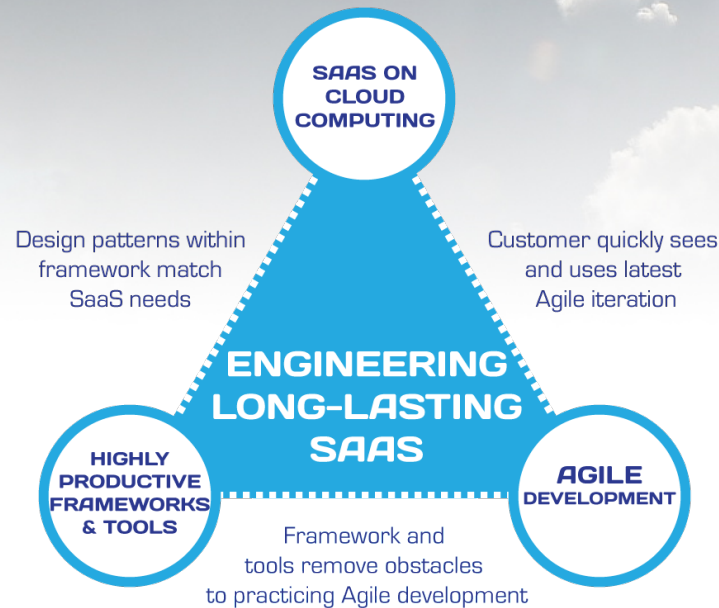 SAAS ON
CLOUD
COMPUTING
Design patterns within
framework match
SaaS needs
Customer quickly sees
and uses latest
Agile iteration
ENGINEERING
LONG-LASTING
SAAS
HIGHLY
PRODUCTIVE
FRAMEWORKS
& TOOLS
AGILE
DEVELOPMENT
Framework and
tools remove obstacles
to practicing Agile development